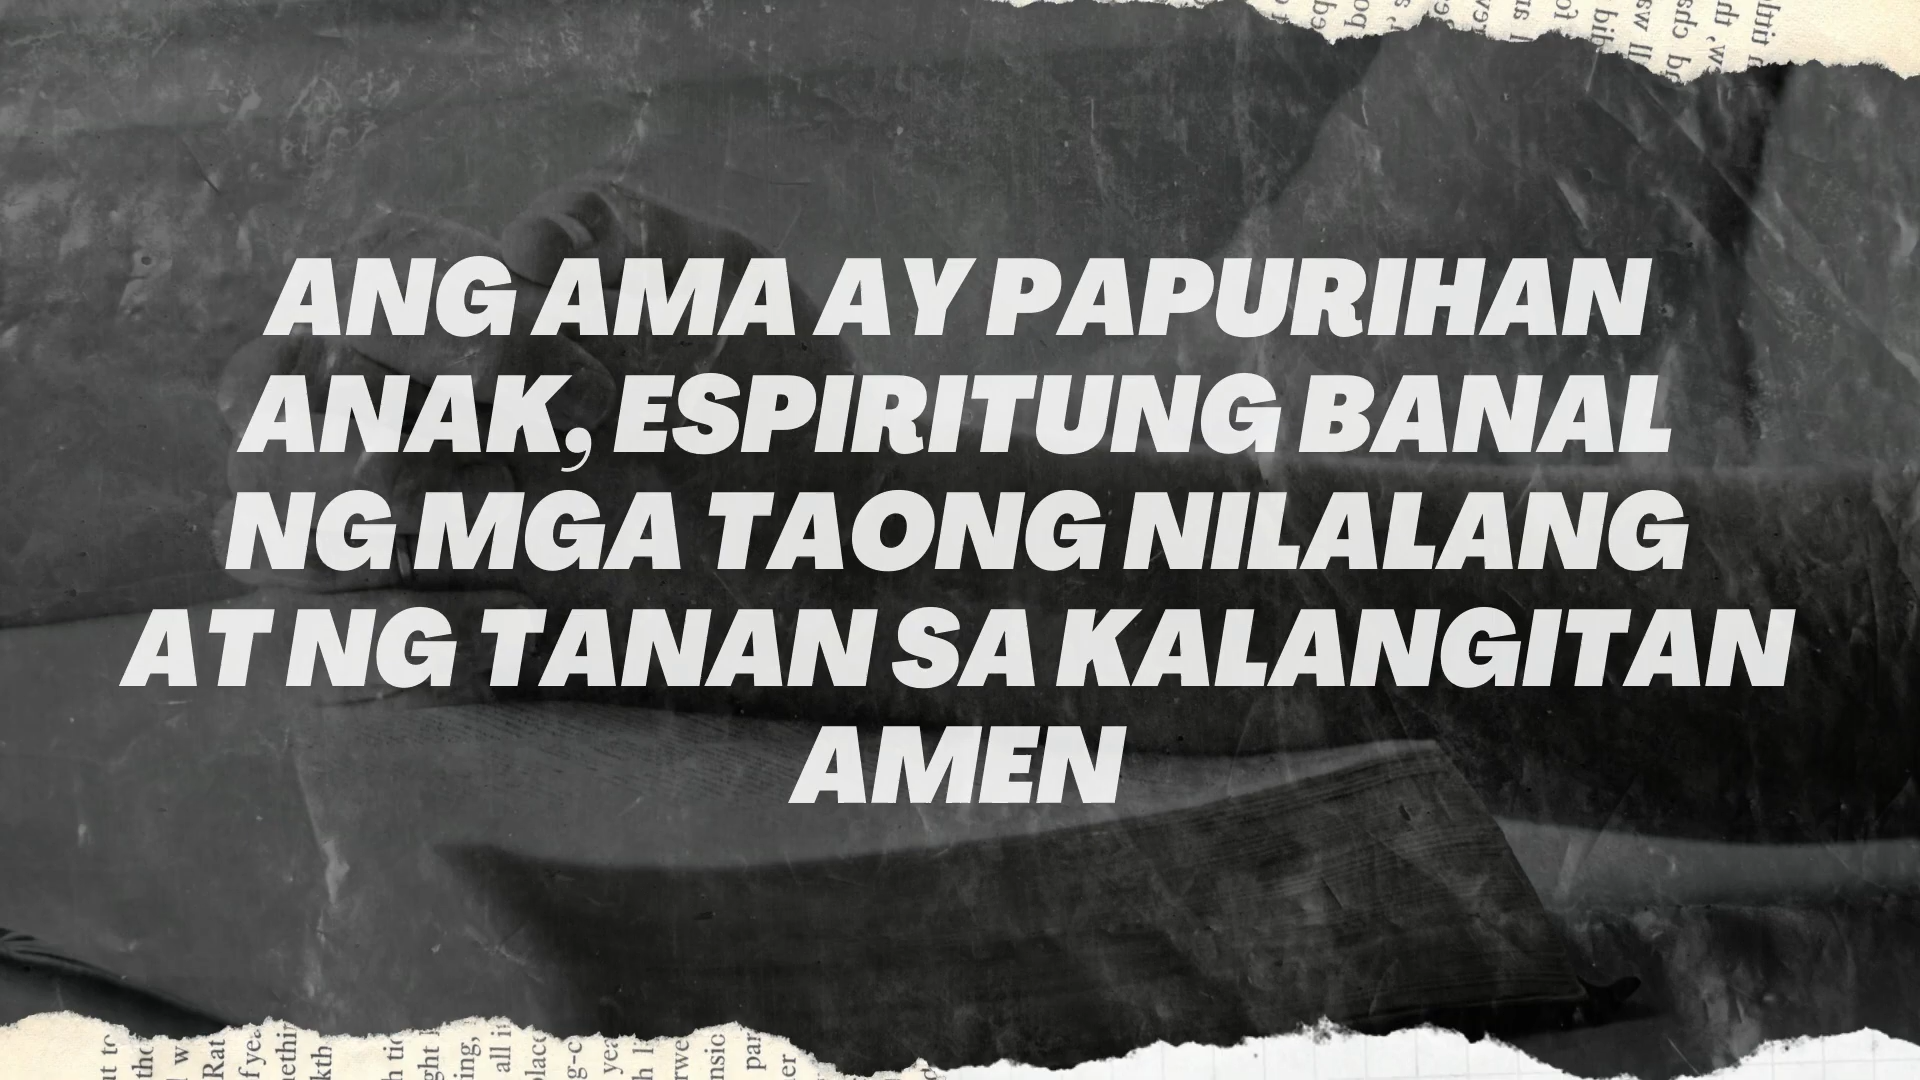 ANG AMA AY PAPURIHAN
ANAK, ESPIRITUNG BANAL
NG MGA TAONG NILALANG
AT NG TANAN SA KALANGITAN
AMEN